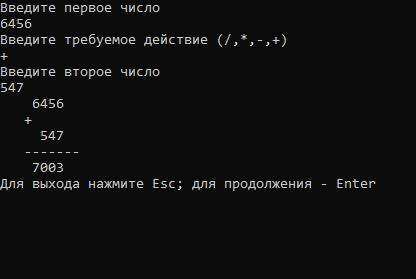 Введите первое число
6456
Введите требуемое действие (/,*,-,+)
+
Введите второе число
547
    6456
   +
     547
   -------
    7003
Для выхода нажмите Esc; для продолжения - Enter